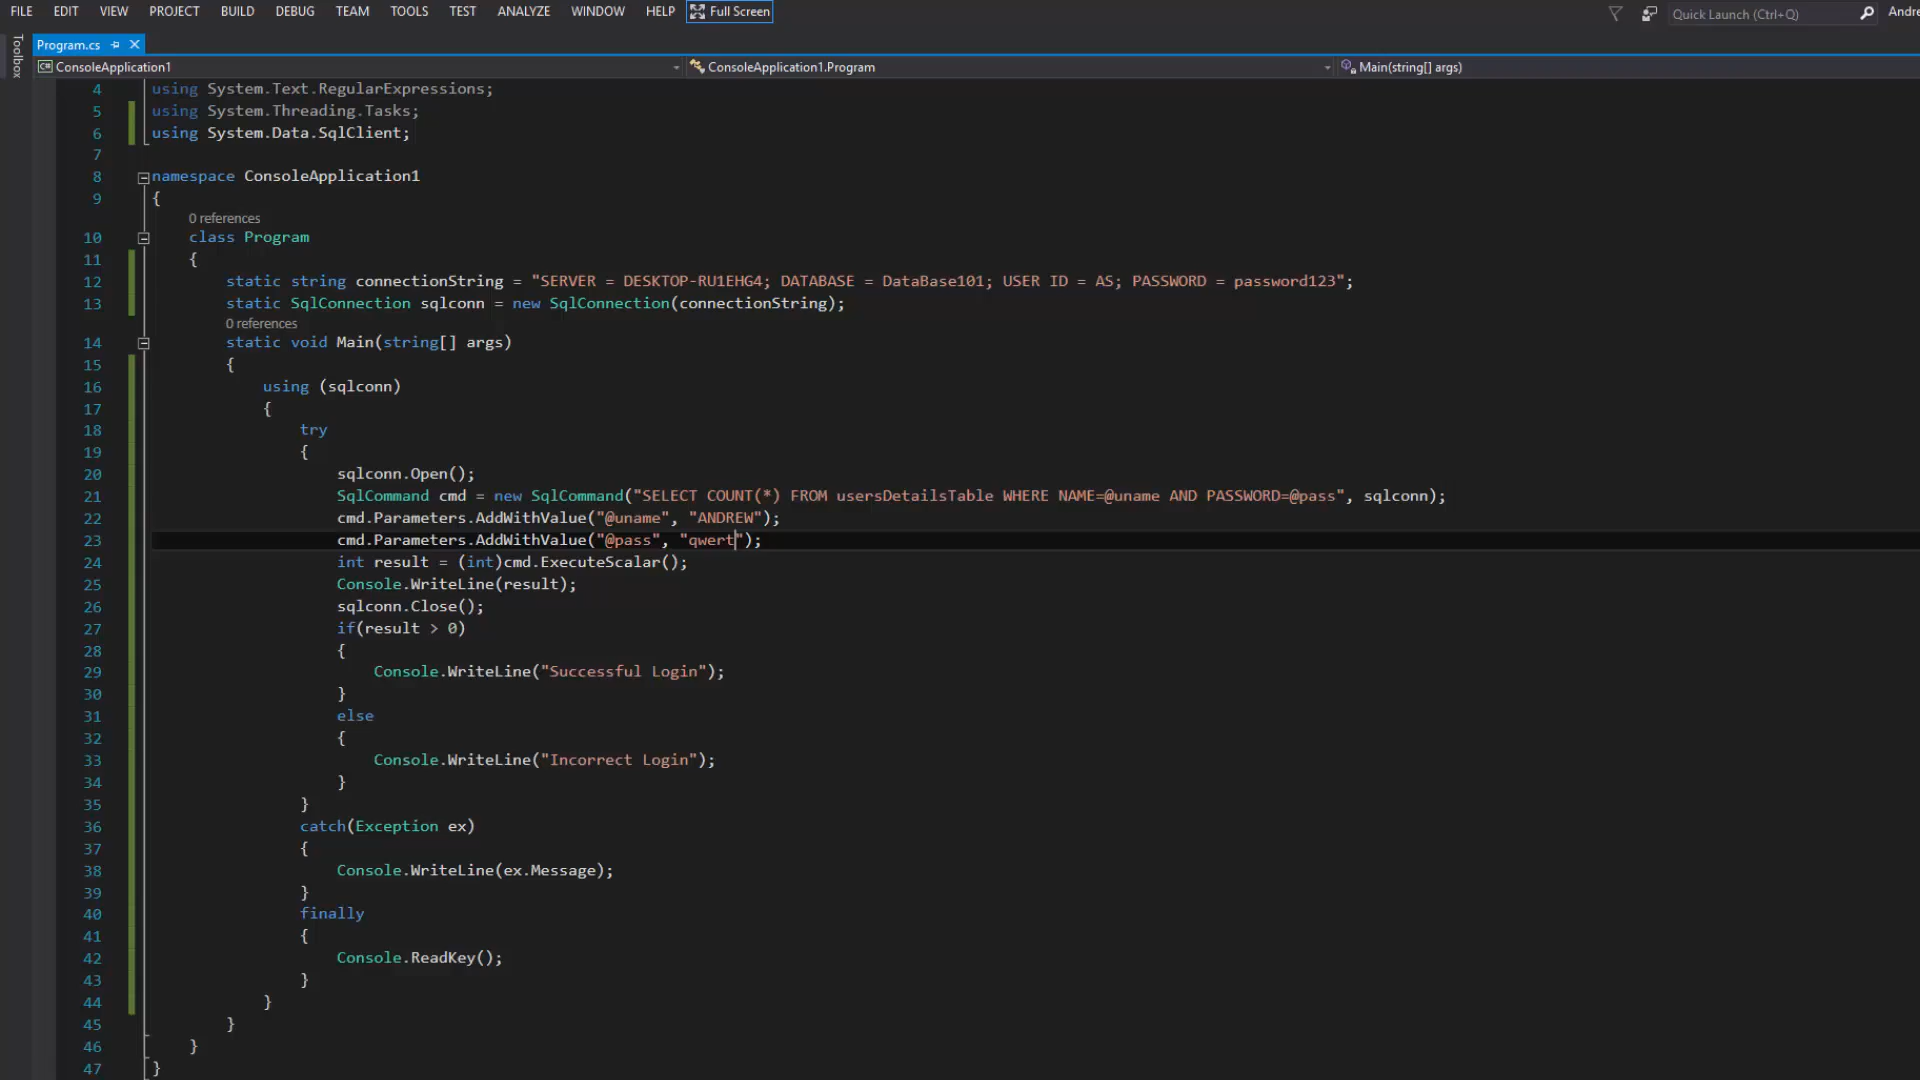 FILE EDIT VIEW PROJECT BUILD DEBUG TEAM TOOLS TEST ANALYZE WINDOW HELP Full Screen Quick Launch (Ctrl+Q) Andre
Toolbox
Program.cs
ConsoleApplication1 ConsoleApplication1.Program Main(string[] args)
4 using System.Text.RegularExpressions;
5 using System.Threading.Tasks;
6 using System.Data.SqlClient;
7
8 namespace ConsoleApplication1
9 {
0 references
10 class Program
11 {
12 static string connectionString = "SERVER = DESKTOP-RU1EHG4; DATABASE = DataBase101; USER ID = AS; PASSWORD = password123";
13 static SqlConnection sqlconn = new SqlConnection(connectionString);
0 references
14 static void Main(string[] args)
15 {
16 using (sqlconn)
17 {
18 try
19 {
20 sqlconn.Open();
21 SqlCommand cmd = new SqlCommand("SELECT COUNT(*) FROM usersDetailsTable WHERE NAME=@uname AND PASSWORD=@pass", sqlconn);
22 cmd.Parameters.AddWithValue("@uname", "ANDREW");
23 cmd.Parameters.AddWithValue("@pass", "qwert");
24 int result = (int)cmd.ExecuteScalar();
25 Console.WriteLine(result);
26 sqlconn.Close();
27 if(result > 0)
28 {
29 Console.WriteLine("Successful Login");
30 }
31 else
32 {
33 Console.WriteLine("Incorrect Login");
34 }
35 }
36 catch(Exception ex)
37 {
38 Console.WriteLine(ex.Message);
39 }
40 finally
41 {
42 Console.ReadKey();
43 }
44 }
45 }
46 }
47 }